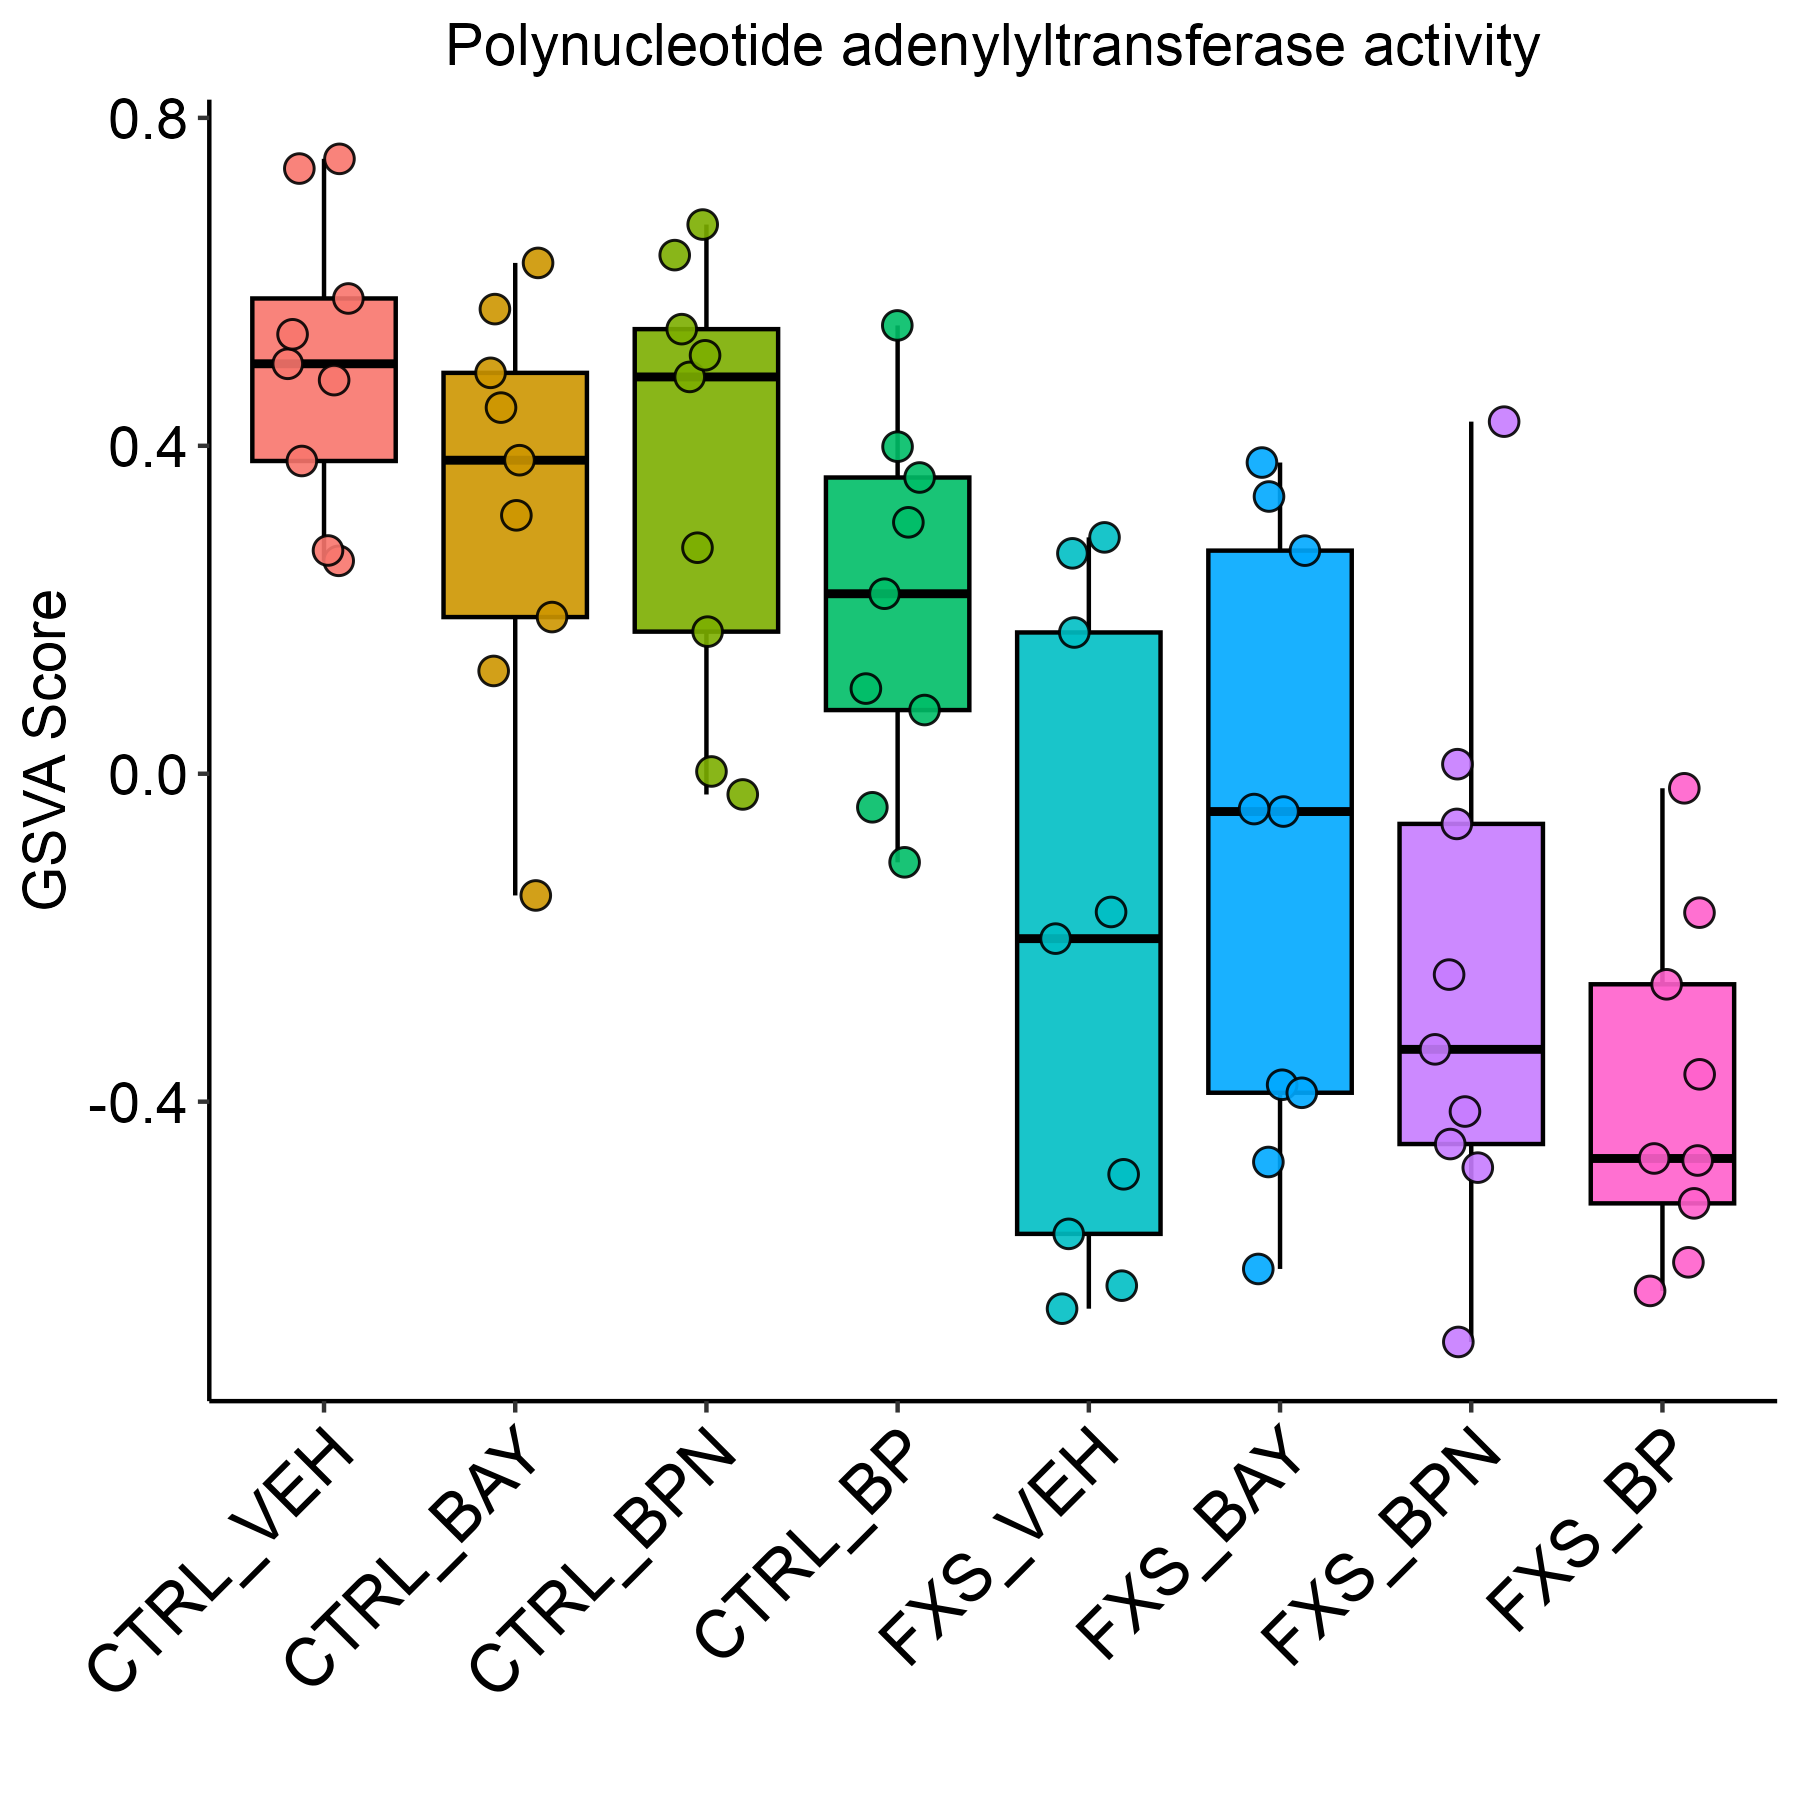 Polynucleotide adenylyltransferase activity
GSVA Score
0.8
0.4
0.0
-0.4
CTRL_VEH
CTRL_BAY
CTRL_BPN
CTRL_BP
FXS_VEH
FXS_BAY
FXS_BPN
FXS_BP